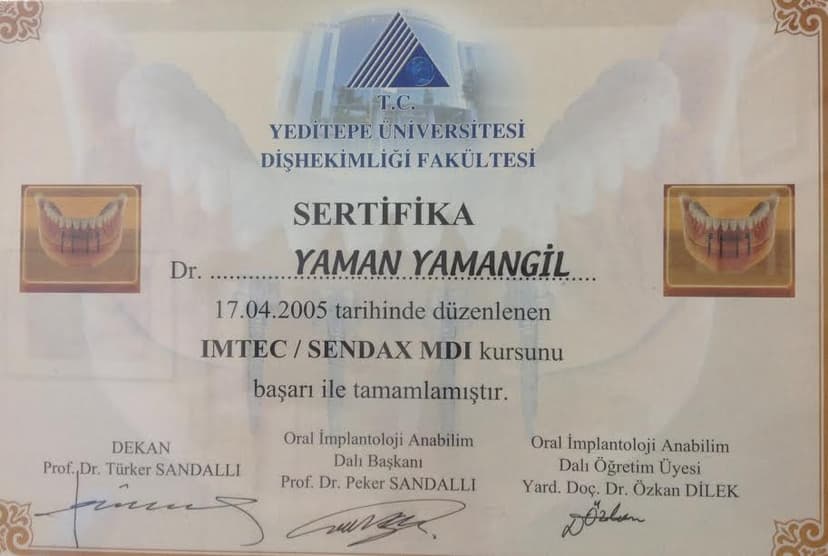 T.C.
YEDİTEPE ÜNİVERSİTESİ
DİŞHEKİMLİĞİ FAKÜLTESİ
SERTİFİKA
Dr. ............YAMAN YAMANGİL....
17.04.2005 tarihinde düzenlenen
IMTEC / SENDAX MDI kursunu
başarı ile tamamlamıştır.
DEKAN
Prof. Dr. Türker SANDALLI
Oral İmplantoloji Anabilim
Dalı Başkanı
Prof. Dr. Peker SANDALLI
Oral İmplantoloji Anabilim
Dalı Öğretim Üyesi
Yard. Doç. Dr. Özkan DİLEK
DÖzkan